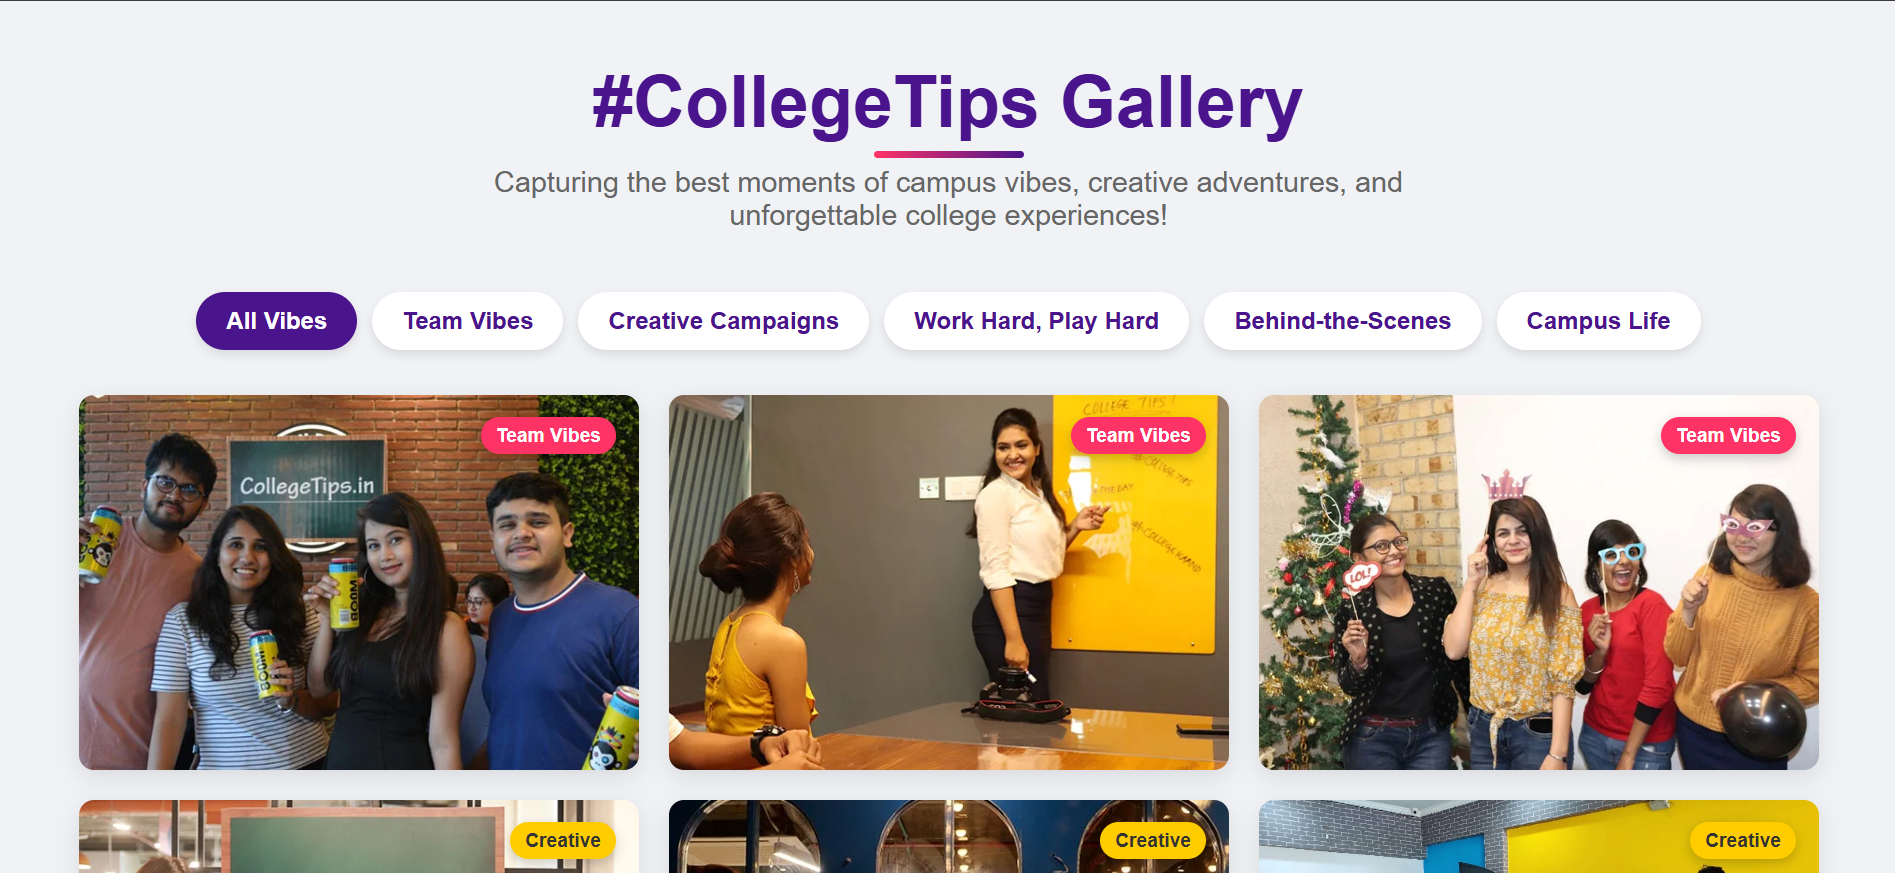 #CollegeTips Gallery
Capturing the best moments of campus vibes, creative adventures, and
unforgettable college experiences!
All Vibes
Team Vibes
Creative Campaigns
Work Hard, Play Hard
Behind-the-Scenes
Campus Life
Team Vibes
CollegeTips.in
Team Vibes
COLLEGE TIPS!
Team Vibes
LOL!
Creative
Creative
Creative